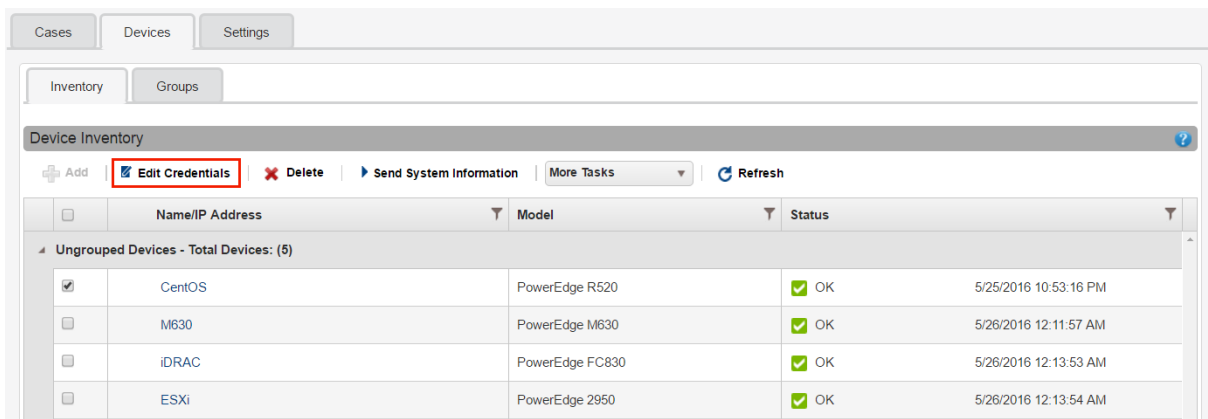 Cases Devices Settings
Inventory Groups
Device Inventory ?
Add Edit Credentials Delete Send System Information More Tasks Refresh
Name/IP Address Model Status
Ungrouped Devices - Total Devices: (5)
CentOS PowerEdge R520 OK 5/25/2016 10:53:16 PM
M630 PowerEdge M630 OK 5/26/2016 12:11:57 AM
iDRAC PowerEdge FC830 OK 5/26/2016 12:13:53 AM
ESXi PowerEdge 2950 OK 5/26/2016 12:13:54 AM